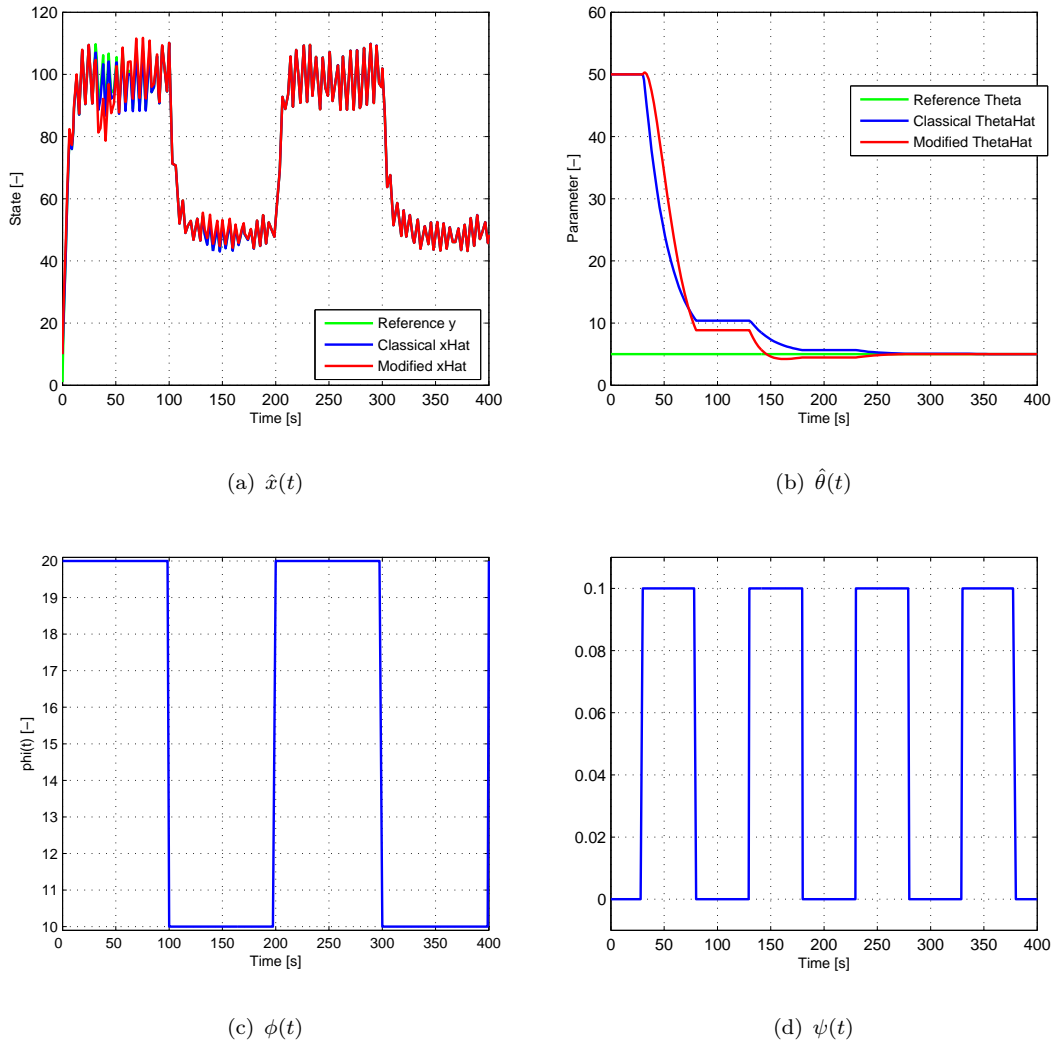 120
100
80
60
40
20
0
State [−]
0 50 100 150 200 250 300 350 400
Time [s]
Reference y
Classical xHat
Modified xHat
(a) x̂(t)
60
50
40
30
20
10
0
Parameter [−]
0 50 100 150 200 250 300 350 400
Time [s]
Reference Theta
Classical ThetaHat
Modified ThetaHat
(b) θ̂(t)
20
19
18
17
16
15
14
13
12
11
10
phi(t) [−]
0 50 100 150 200 250 300 350 400
Time [s]
(c) ϕ(t)
0.1
0.08
0.06
0.04
0.02
0
0 50 100 150 200 250 300 350 400
Time [s]
(d) ψ(t)